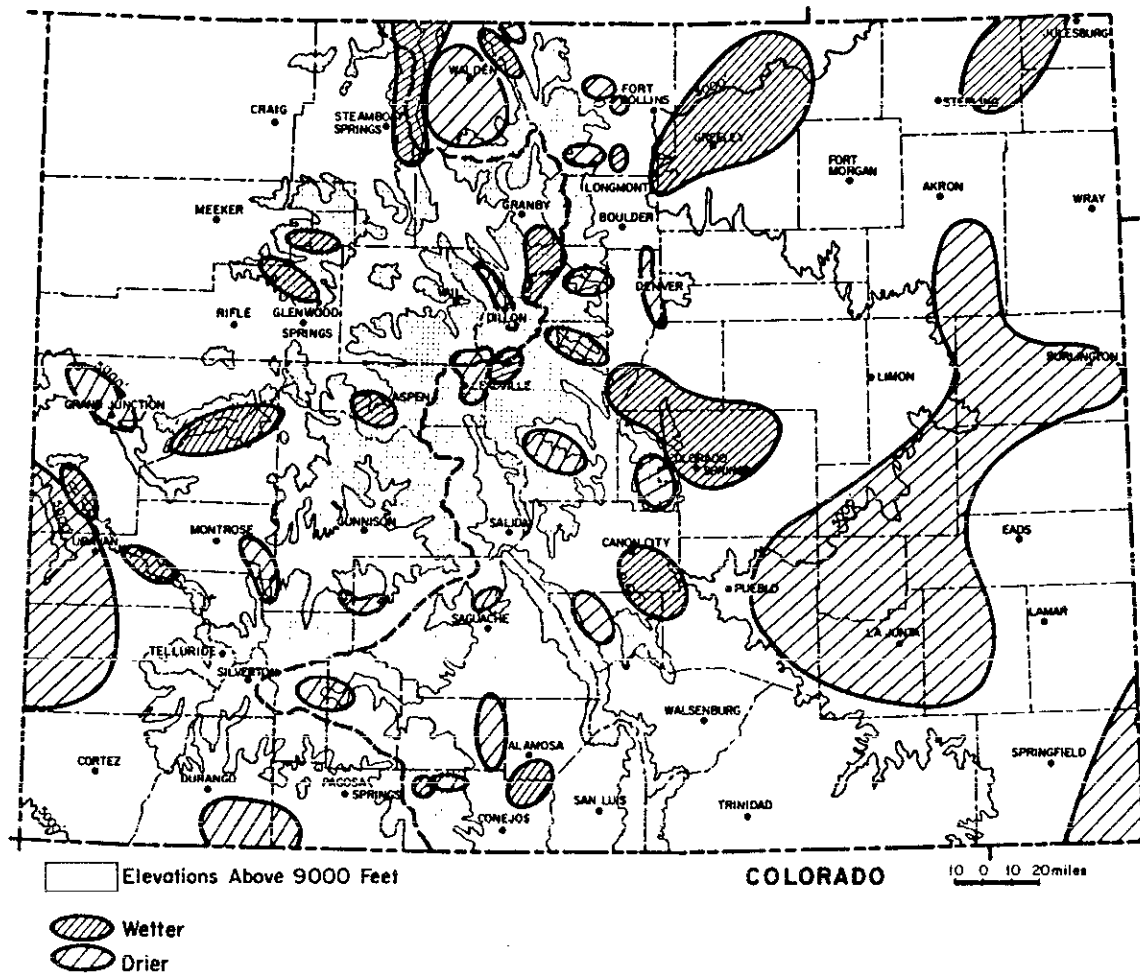 JULESBURG
WALDEN
STERLING
FORT
COLLINS
CRAIG
STEAMBOAT
SPRINGS
GREELEY
FORT
MORGAN
AKRON
WRAY
LONGMONT
MEEKER
GRANBY
BOULDER
VAIL
DENVER
RIFLE
GLENWOOD
SPRINGS
DILLON
BURLINGTON
LIMON
LEADVILLE
ASPEN
GRAND JUNCTION
COLORADO
SPRINGS
MONTROSE
GUNNISON
SALIDA
EADS
URAVAN
CANON CITY
PUEBLO
LAMAR
SAGUACHE
LA JUNTA
TELLURIDE
SILVERTON
WALSENBURG
ALAMOSA
SPRINGFIELD
CORTEZ
DURANGO
PAGOSA
SPRINGS
SAN LUIS
TRINIDAD
CONEJOS
Elevations Above 9000 Feet
COLORADO
10 0 10 20 miles
Wetter
Drier